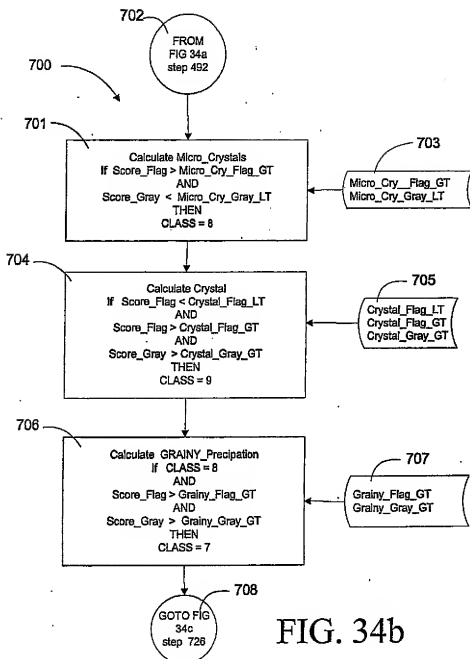 702
FROM
FIG 34a
step 492
700
701
Calculate Micro_Crystals
If Score_Flag > Micro_Cry_Flag_GT
AND
Score_Gray < Micro_Cry_Gray_LT
THEN
CLASS = 8
703
Micro_Cry__Flag_GT
Micro_Cry_Gray_LT
704
Calculate Crystal
If Score_Flag < Crystal_Flag_LT
AND
Score_Flag > Crystal_Flag_GT
AND
Score_Gray > Crystal_Gray_GT
THEN
CLASS = 9
705
Crystal_Flag_LT
Crystal_Flag_GT
Crystal_Gray_GT
706
Calculate GRAINY_Precipation
If CLASS = 8
AND
Score_Flag > Grainy_Flag_GT
AND
Score_Gray > Grainy_Gray_GT
THEN
CLASS = 7
707
Grainy_Flag_GT
Grainy_Gray_GT
708
GOTO FIG
34c
step 726
FIG. 34b